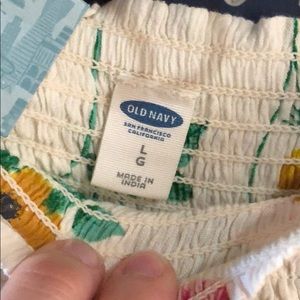 OLD NAVY
SAN FRANCISCO
CALIFORNIA
L
G
MADE IN
INDIA